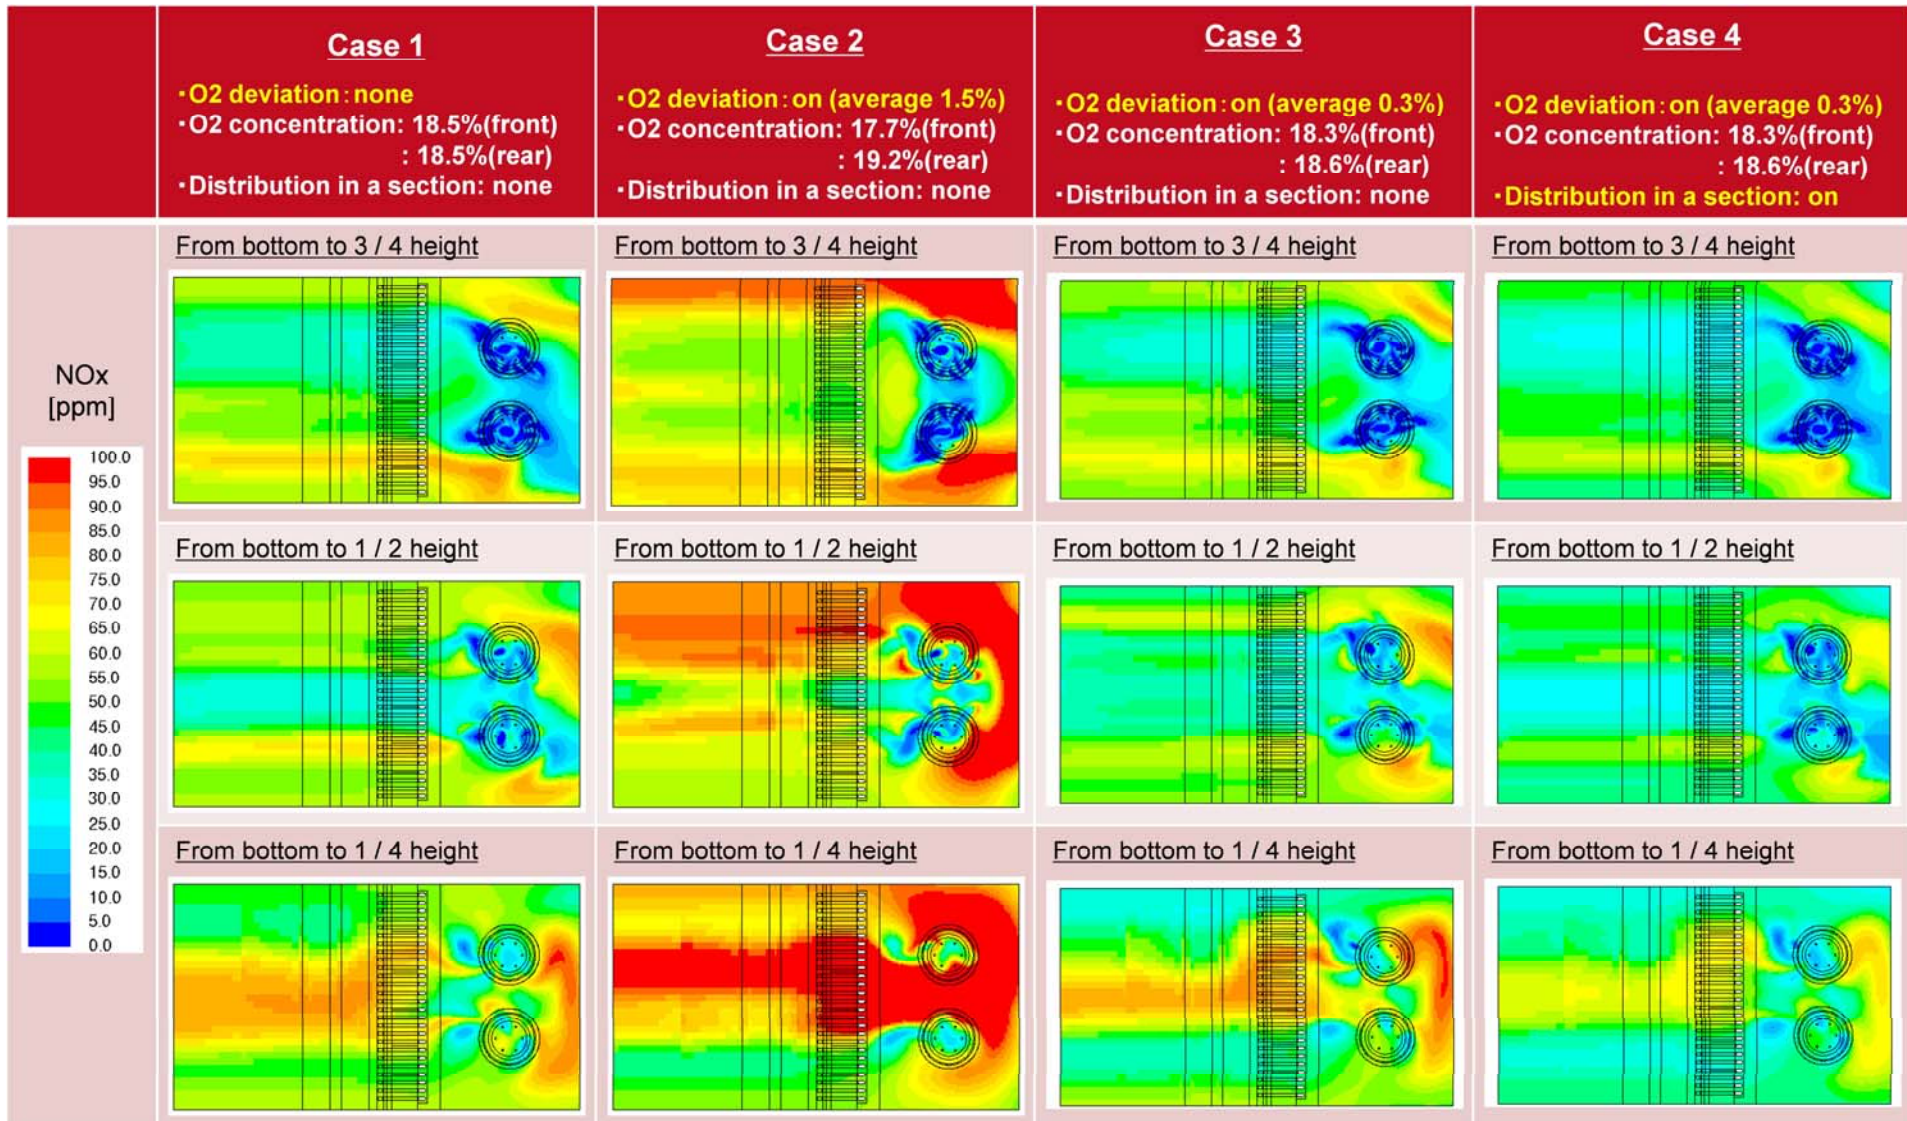 Case 1
・O2 deviation：none
・O2 concentration: 18.5%(front)
: 18.5%(rear)
・Distribution in a section: none
Case 2
・O2 deviation：on (average 1.5%)
・O2 concentration: 17.7%(front)
: 19.2%(rear)
・Distribution in a section: none
Case 3
・O2 deviation：on (average 0.3%)
・O2 concentration: 18.3%(front)
: 18.6%(rear)
・Distribution in a section: none
Case 4
・O2 deviation：on (average 0.3%)
・O2 concentration: 18.3%(front)
: 18.6%(rear)
・Distribution in a section: on
NOx
[ppm]
100.0
95.0
90.0
85.0
80.0
75.0
70.0
65.0
60.0
55.0
50.0
45.0
40.0
35.0
30.0
25.0
20.0
15.0
10.0
5.0
0.0
From bottom to 3 / 4 height
From bottom to 3 / 4 height
From bottom to 3 / 4 height
From bottom to 3 / 4 height
From bottom to 1 / 2 height
From bottom to 1 / 2 height
From bottom to 1 / 2 height
From bottom to 1 / 2 height
From bottom to 1 / 4 height
From bottom to 1 / 4 height
From bottom to 1 / 4 height
From bottom to 1 / 4 height